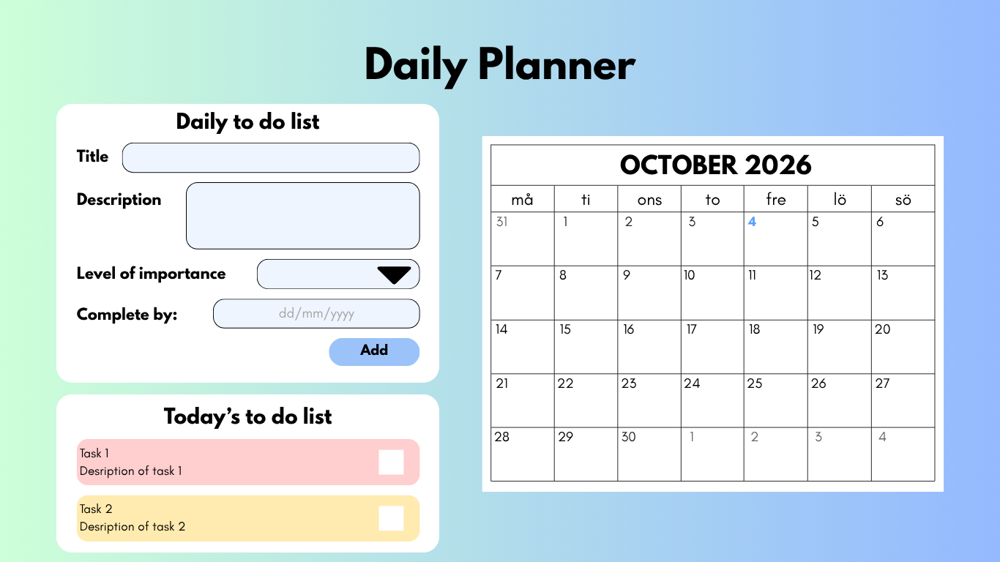 Daily Planner
Daily to do list
Title
Description
Level of importance
Complete by:
dd/mm/yyyy
Add
Today's to do list
Task 1
Desription of task 1
Task 2
Desription of task 2
OCTOBER 2026
må ti ons to fre lö sö
31 1 2 3 4 5 6
7 8 9 10 11 12 13
14 15 16 17 18 19 20
21 22 23 24 25 26 27
28 29 30 1 2 3 4